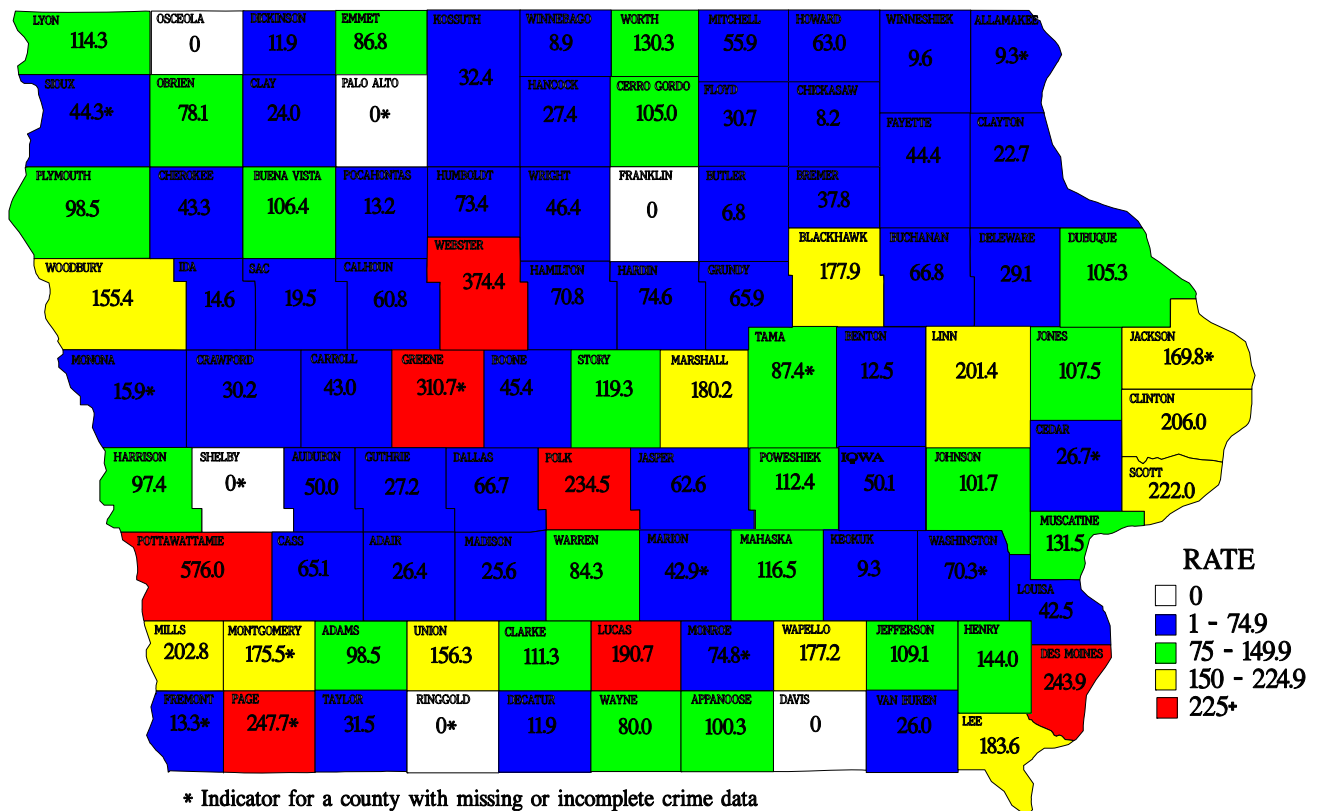 LYON
114.3
OSCEOLA
0
DICKINSON
11.9
EMMET
86.8
KOSSUTH
32.4
WINNEBAGO
8.9
WORTH
130.3
MITCHELL
55.9
HOWARD
63.0
WINNESHIEK
9.6
ALLAMAKEE
9.3*
SIOUX
44.3*
OBRIEN
78.1
CLAY
24.0
PALO ALTO
0*
HANCOCK
27.4
CERRO GORDO
105.0
FLOYD
30.7
CHICKASAW
8.2
FAYETTE
44.4
CLAYTON
22.7
PLYMOUTH
98.5
CHEROKEE
43.3
BUENA VISTA
106.4
POCAHONTAS
13.2
HUMBOLDT
73.4
WRIGHT
46.4
FRANKLIN
0
BUTLER
6.8
BREMER
37.8
WOODBURY
155.4
IDA
14.6
SAC
19.5
CALHOUN
60.8
WEBSTER
374.4
HAMILTON
70.8
HARDIN
74.6
GRUNDY
65.9
BLACKHAWK
177.9
BUCHANAN
66.8
DELEWARE
29.1
DUBUQUE
105.3
MONONA
15.9*
CRAWFORD
30.2
CARROLL
43.0
GREENE
310.7*
BOONE
45.4
STORY
119.3
MARSHALL
180.2
TAMA
87.4*
BENTON
12.5
LINN
201.4
JONES
107.5
JACKSON
169.8*
CLINTON
206.0
CEDAR
26.7*
SCOTT
222.0
HARRISON
97.4
SHELBY
0*
AUDUBON
50.0
GUTHRIE
27.2
DALLAS
66.7
POLK
234.5
JASPER
62.6
POWESHIEK
112.4
IOWA
50.1
JOHNSON
101.7
MUSCATINE
131.5
POTTAWATTAMIE
576.0
CASS
65.1
ADAIR
26.4
MADISON
25.6
WARREN
84.3
MARION
42.9*
MAHASKA
116.5
KEOKUK
9.3
WASHINGTON
70.3*
LOUISA
42.5
MILLS
202.8
MONTGOMERY
175.5*
ADAMS
98.5
UNION
156.3
CLARKE
111.3
LUCAS
190.7
MONROE
74.8*
WAPELLO
177.2
JEFFERSON
109.1
HENRY
144.0
DES MOINES
243.9
FREMONT
13.3*
PAGE
247.7*
TAYLOR
31.5
RINGGOLD
0*
DECATUR
11.9
WAYNE
80.0
APPANOOSE
100.3
DAVIS
0
VAN BUREN
26.0
LEE
183.6
RATE
0
1 - 74.9
75 - 149.9
150 - 224.9
225+
* Indicator for a county with missing or incomplete crime data